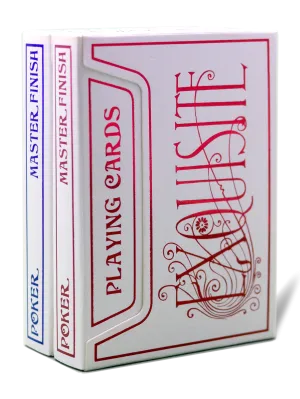 POKER. MASTER FINISH
POKER. MASTER FINISH
PLAYING CARDS
EXQUISITE